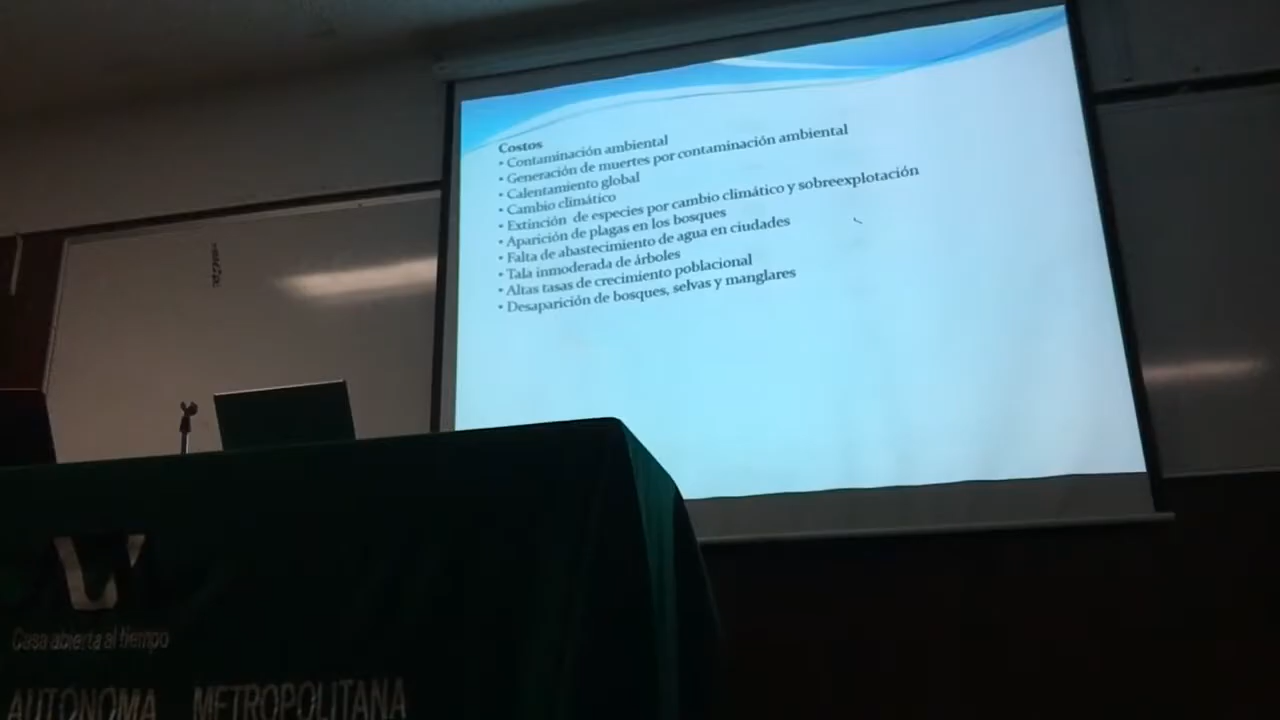 Costos
• Contaminación ambiental
• Generación de muertes por contaminación ambiental
• Calentamiento global
• Cambio climático
• Extinción de especies por cambio climático y sobreexplotación
• Aparición de plagas en los bosques
• Falta de abastecimiento de agua en ciudades
• Tala inmoderada de árboles
• Altas tasas de crecimiento poblacional
• Desaparición de bosques, selvas y manglares
Casa abierta al tiempo
AUTÓNOMA METROPOLITANA